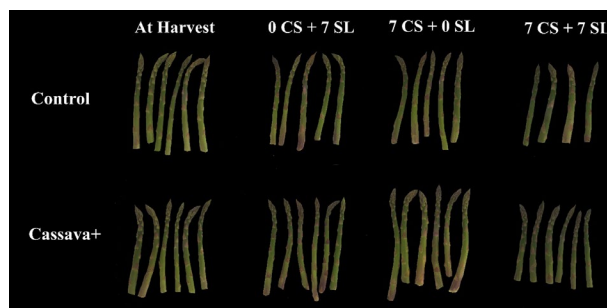 At Harvest 0 CS + 7 SL 7 CS + 0 SL 7 CS + 7 SL
Control
Cassava+